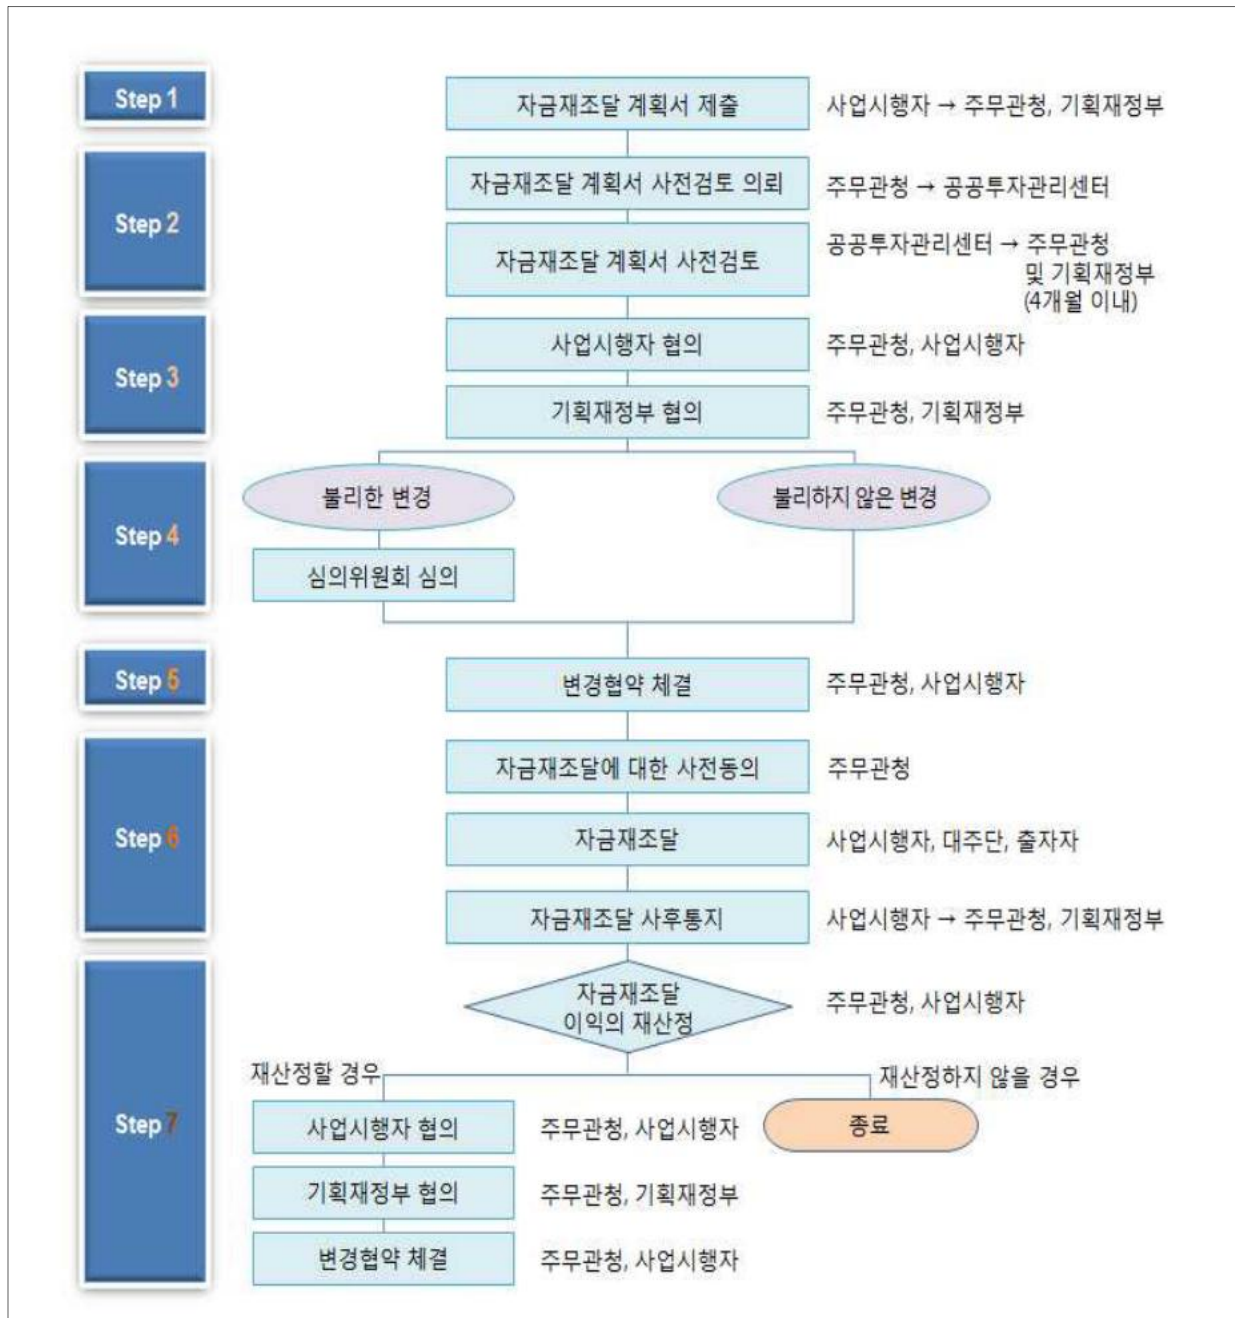 Step 1
자금재조달 계획서 제출
사업시행자 → 주무관청, 기획재정부
Step 2
자금재조달 계획서 사전검토 의뢰
주무관청 → 공공투자관리센터
자금재조달 계획서 사전검토
공공투자관리센터 → 주무관청
및 기획재정부
(4개월 이내)
Step 3
사업시행자 협의
주무관청, 사업시행자
기획재정부 협의
주무관청, 기획재정부
Step 4
불리한 변경
불리하지 않은 변경
심의위원회 심의
Step 5
변경협약 체결
주무관청, 사업시행자
Step 6
자금재조달에 대한 사전동의
주무관청
자금재조달
사업시행자, 대주단, 출자자
자금재조달 사후통지
사업시행자 → 주무관청, 기획재정부
Step 7
자금재조달
이익의 재산정
주무관청, 사업시행자
재산정할 경우
재산정하지 않을 경우
사업시행자 협의
주무관청, 사업시행자
종료
기획재정부 협의
주무관청, 기획재정부
변경협약 체결
주무관청, 사업시행자